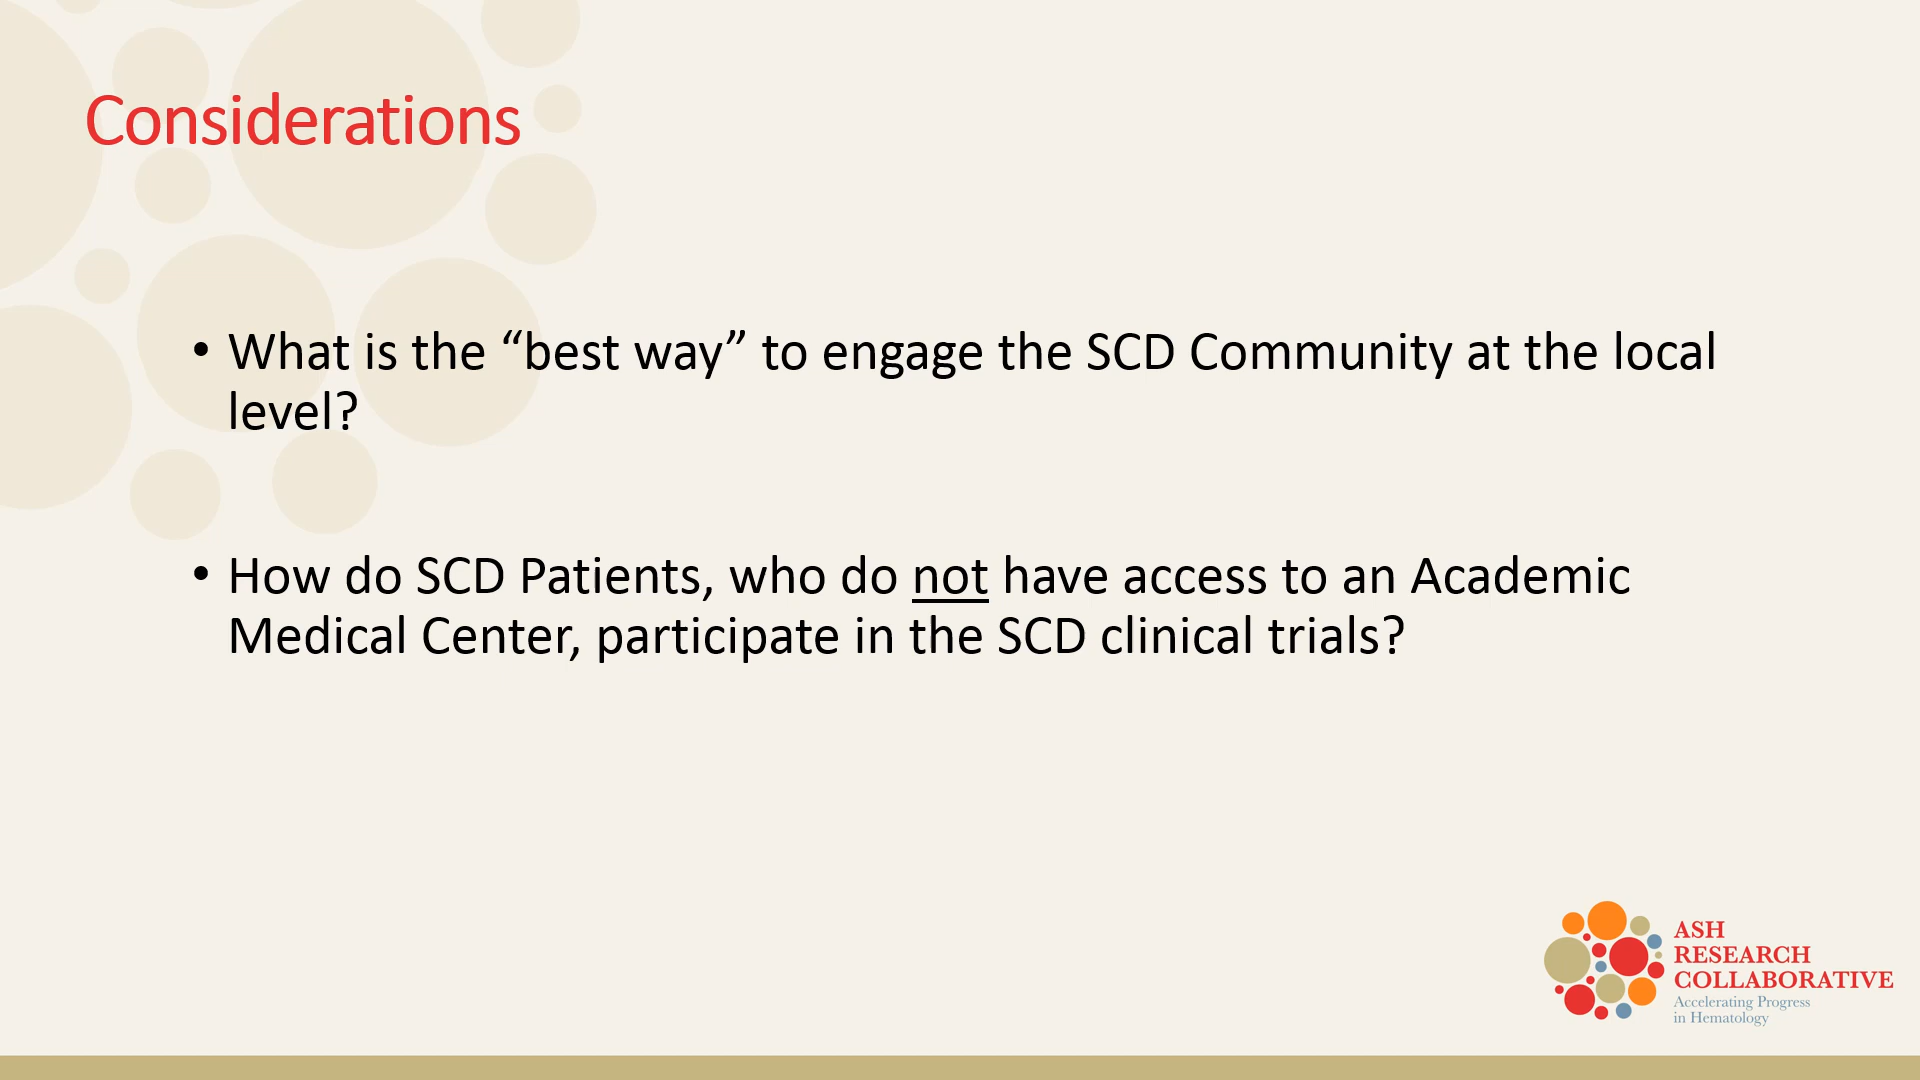 Considerations
• What is the “best way” to engage the SCD Community at the local
level?
• How do SCD Patients, who do not have access to an Academic
Medical Center, participate in the SCD clinical trials?
ASH
RESEARCH
COLLABORATIVE
Accelerating Progress
in Hematology